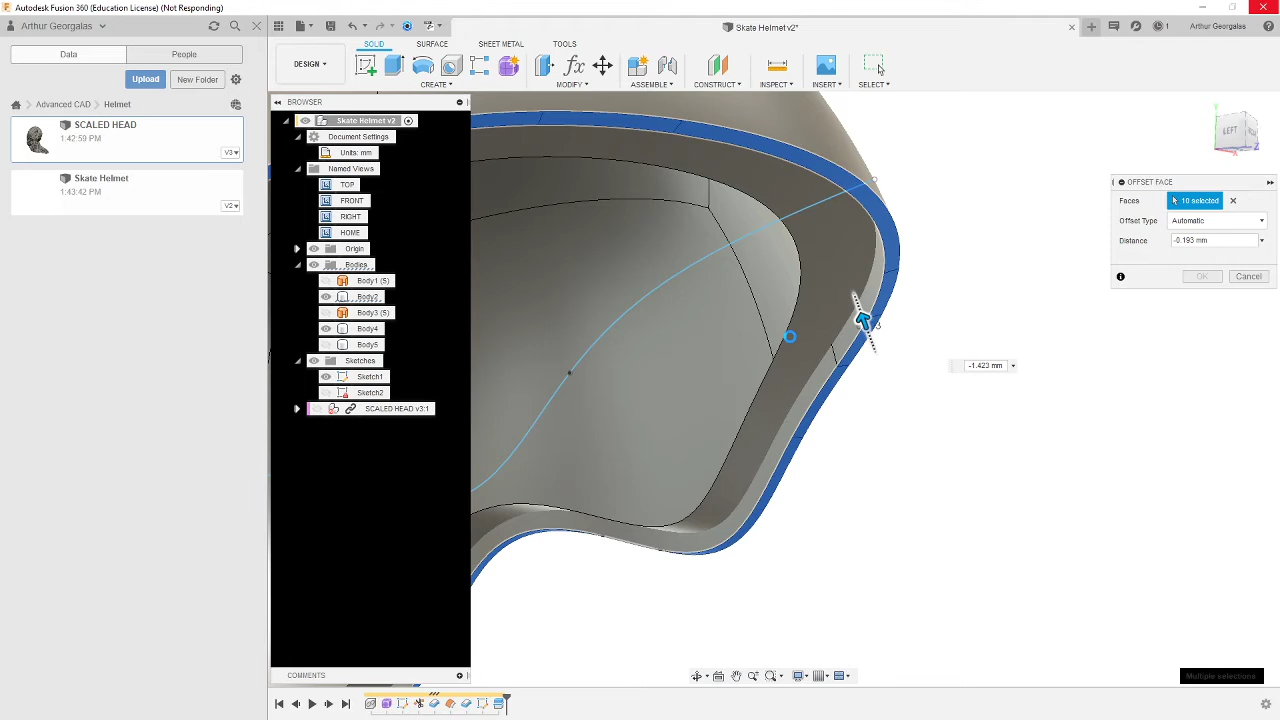 Autodesk Fusion 360 (Education License) (Not Responding)
Arthur Georgalas
Skate Helmet v2*
1
Arthur Georgalas
Data
People
SOLID
SURFACE
SHEET METAL
TOOLS
DESIGN
Upload
New Folder
CREATE
MODIFY
ASSEMBLE
CONSTRUCT
INSPECT
INSERT
SELECT
Advanced CAD
Helmet
BROWSER
SCALED HEAD
1:42:59 PM
V3
Skate Helmet
1:43:42 PM
V2
Skate Helmet v2
Document Settings
Units: mm
Named Views
TOP
FRONT
RIGHT
HOME
Origin
Bodies
Body1 (5)
Body2
Body3 (5)
Body4
Body5
Sketches
Sketch1
Sketch2
SCALED HEAD v3:1
LEFT
Y
Z
X
OFFSET FACE
Faces
10 selected
Offset Type
Automatic
Distance
-0.193 mm
OK
Cancel
-1.423 mm
COMMENTS
Multiple selections